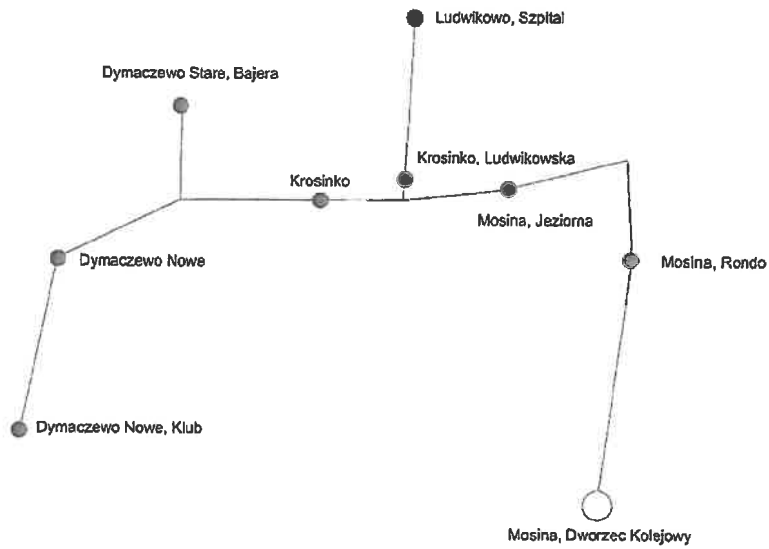 Ludwikowo, Szpital
Dymaczewo Stare, Bajera
Krosinko, Ludwikowska
Krosinko
Mosina, Jeziorna
Dymaczewo Nowe
Mosina, Rondo
Dymaczewo Nowe, Klub
Mosina, Dworzec Kolejowy